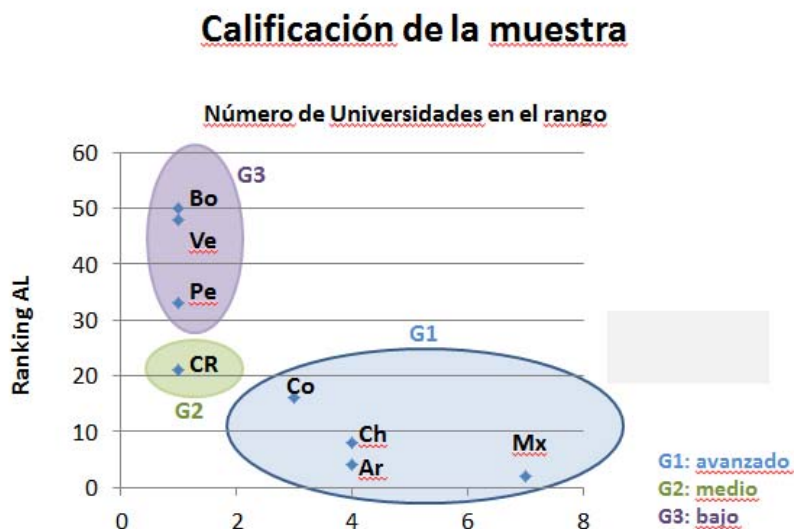 Calificación de la muestra
Número de Universidades en el rango
60
50
40
30
20
10
0
Ranking AL
0 2 4 6 8
G3
Bo
Ve
Pe
G1
CR
G2
Co
Ch
Ar
Mx
G1: avanzado
G2: medio
G3: bajo